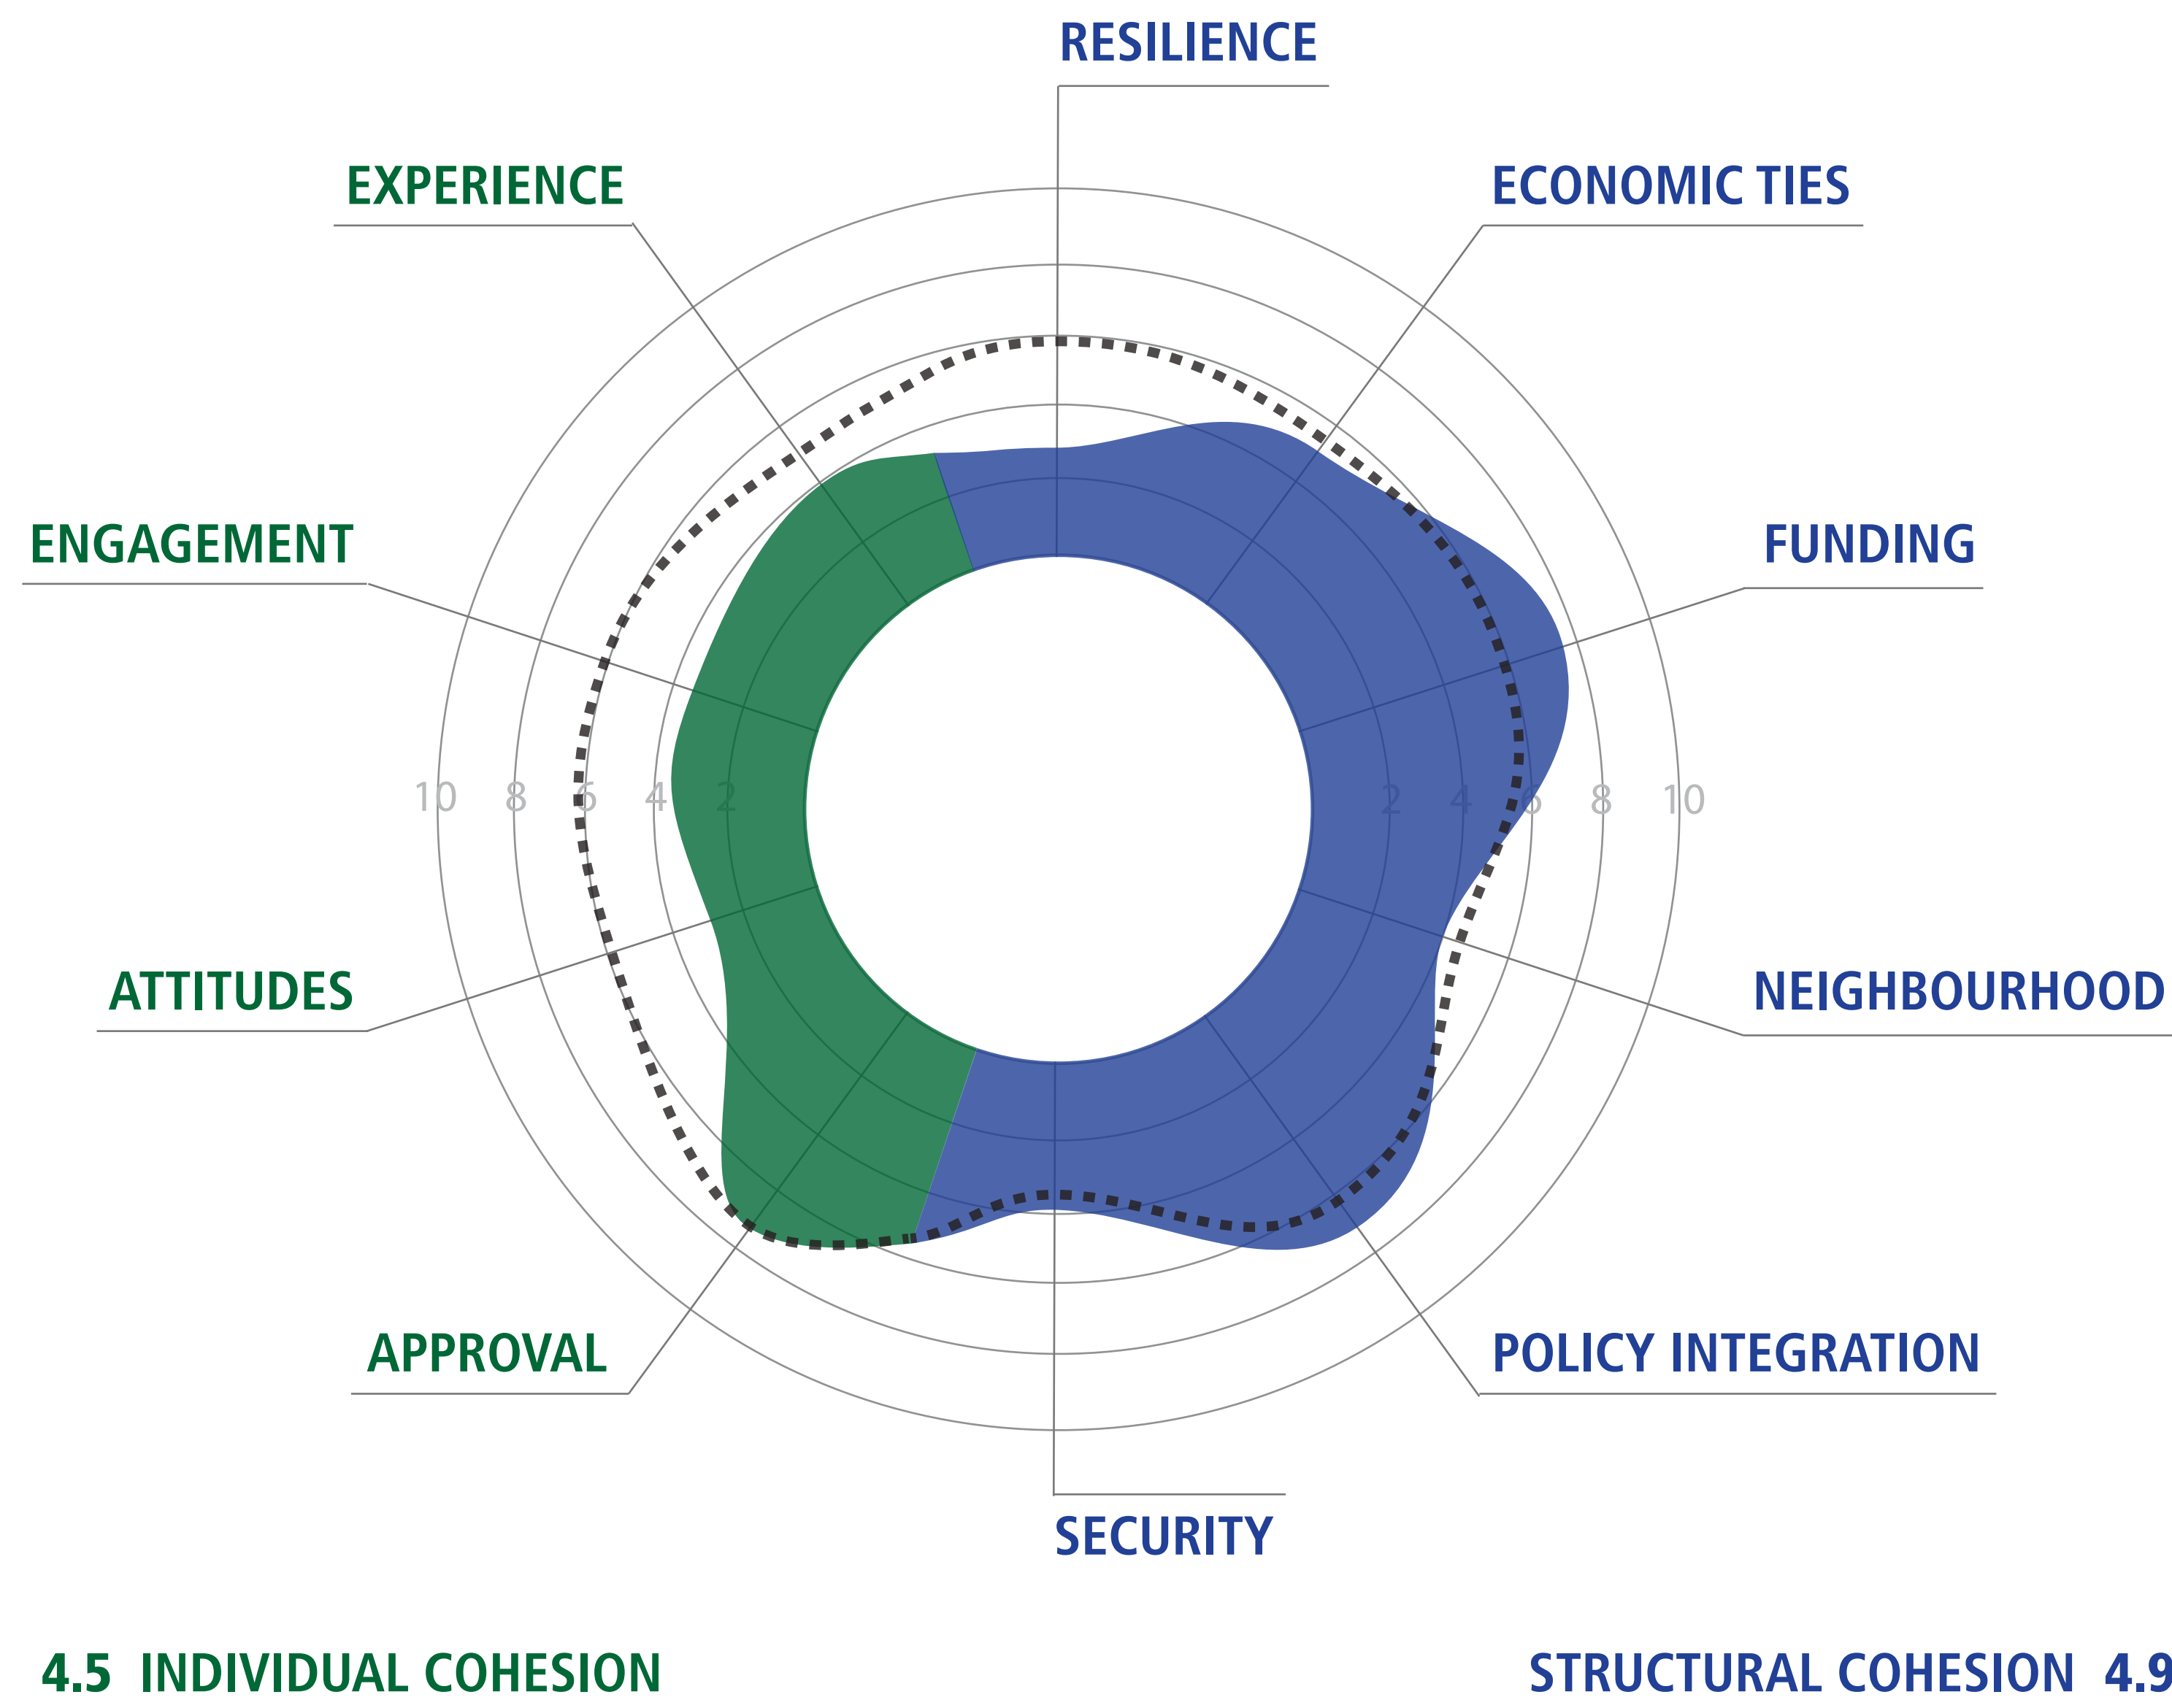 RESILIENCE
EXPERIENCE
ECONOMIC TIES
ENGAGEMENT
FUNDING
10 8 6 4 2 2 4 6 8 10
ATTITUDES
NEIGHBOURHOOD
APPROVAL
POLICY INTEGRATION
SECURITY
4.5 INDIVIDUAL COHESION
STRUCTURAL COHESION 4.9